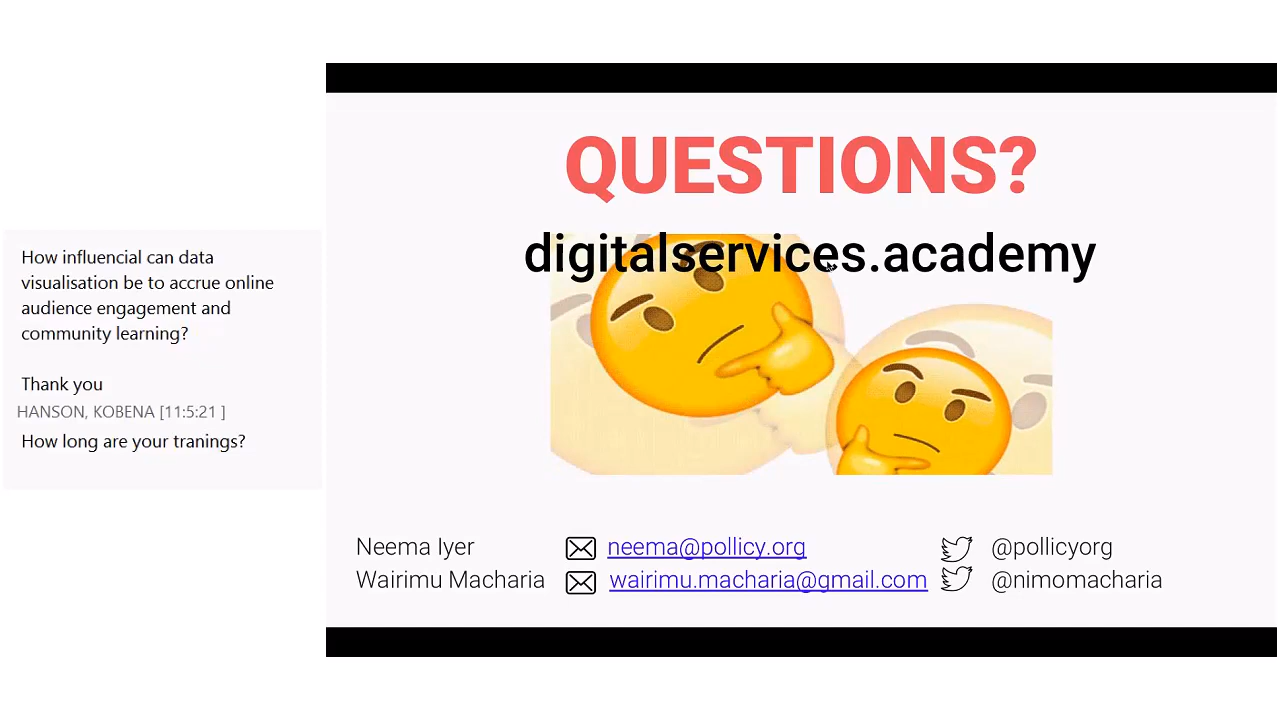 How influencial can data
visualisation be to accrue online
audience engagement and
community learning?
Thank you
HANSON, KOBENA [11:5:21 ]
How long are your tranings?
QUESTIONS?
digitalservices.academy
Neema Iyer neema@pollicy.org @pollicyorg
Wairimu Macharia wairimu.macharia@gmail.com @nimomacharia